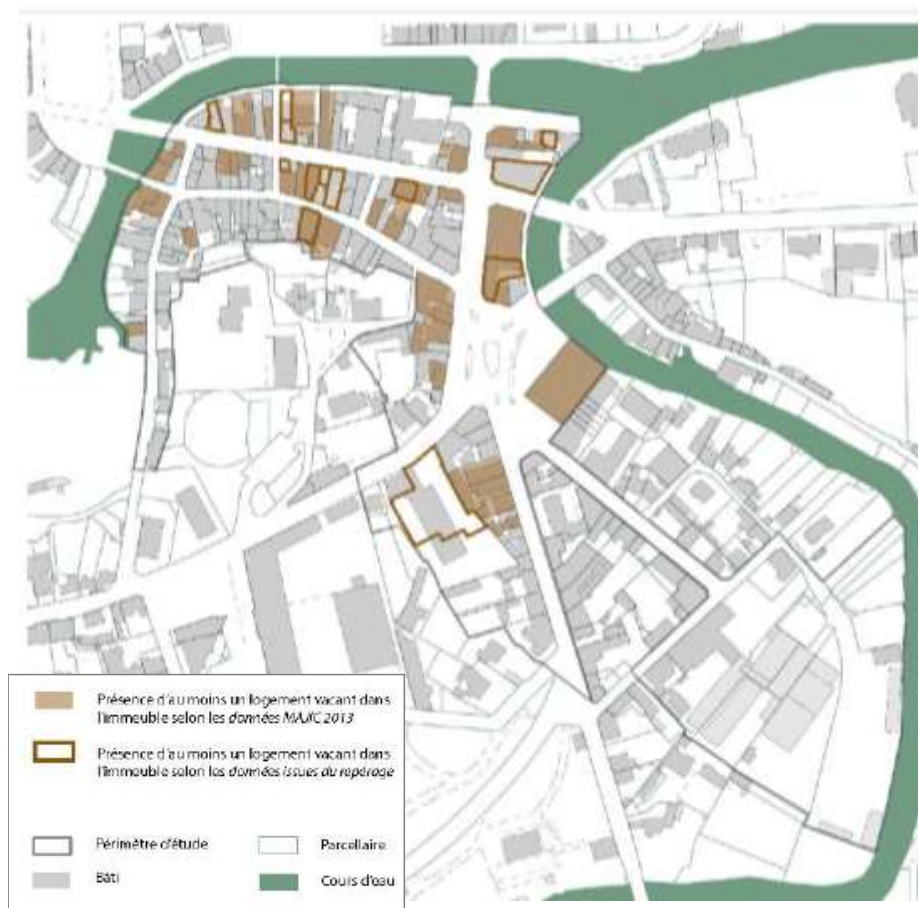 Présence d'au moins un logement vacant dans
l'immeuble selon les données MAJIC 2013
Présence d'au moins un logement vacant dans
l'immeuble selon les données issues du repérage
Périmètre d'étude
Parcellaire
Bâti
Cours d'eau